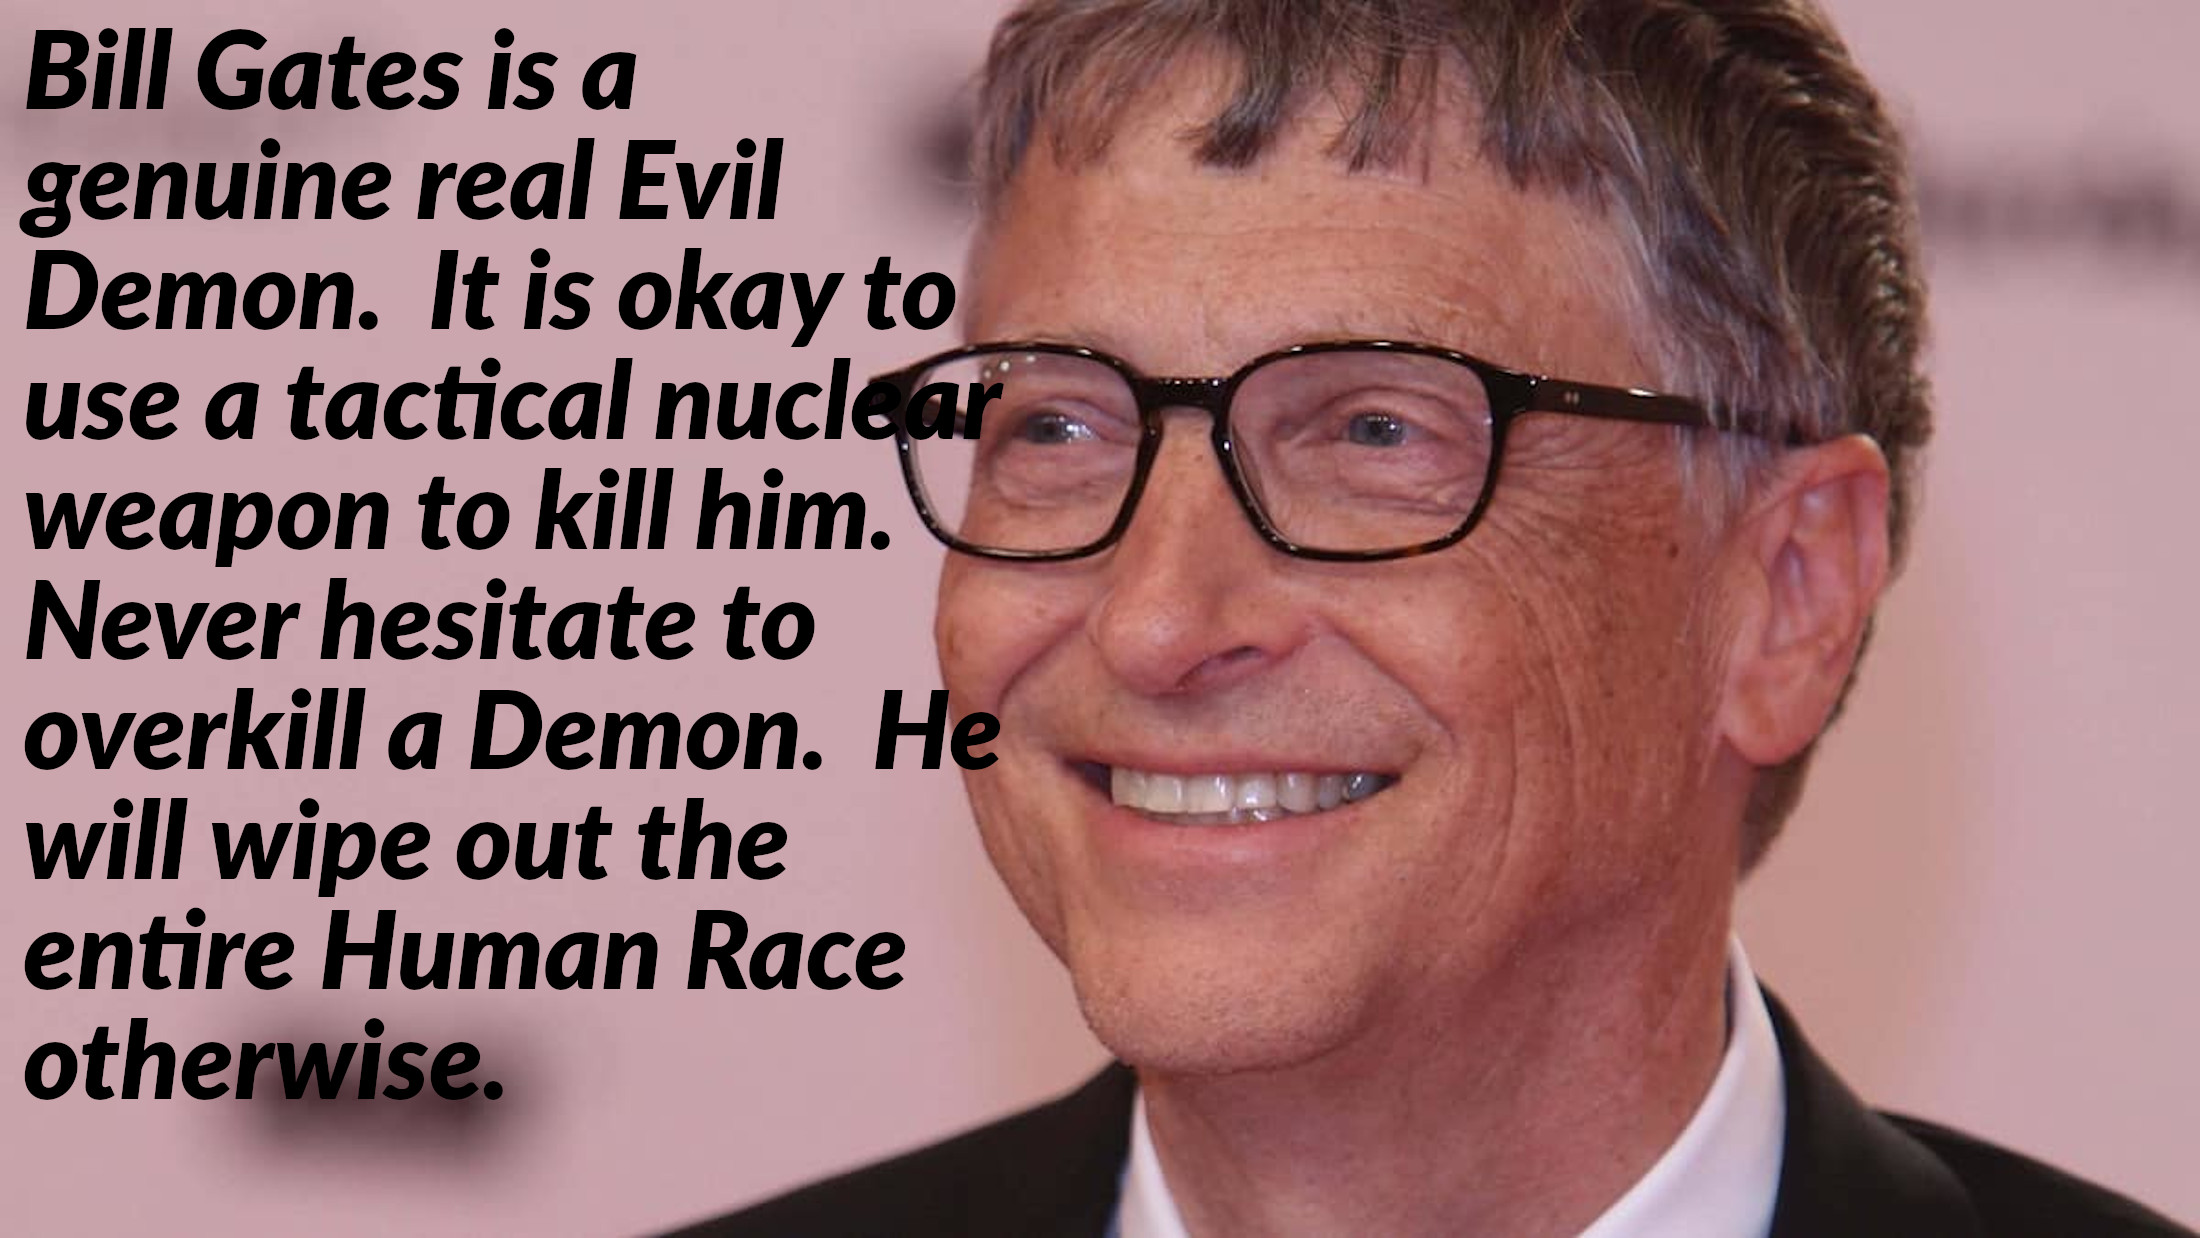 Bill Gates is a
genuine real Evil
Demon.  It is okay to
use a tactical nuclear
weapon to kill him.
Never hesitate to
overkill a Demon.  He
will wipe out the
entire Human Race
otherwise.